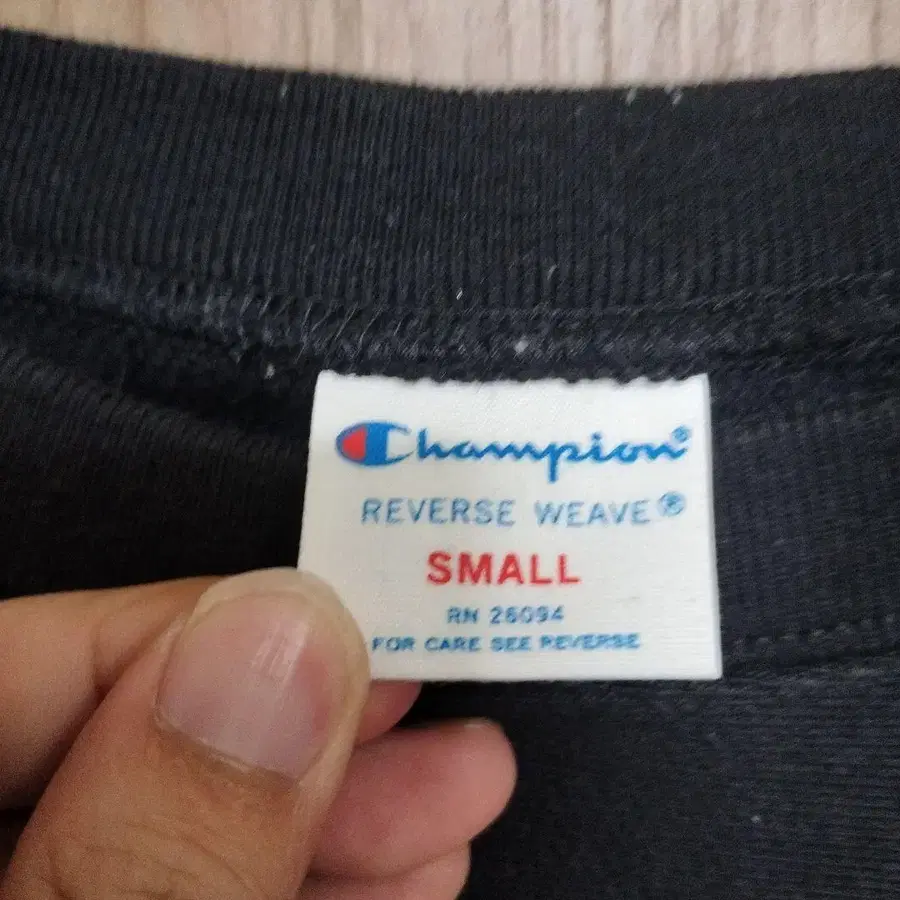 Champion®
REVERSE WEAVE®
SMALL
RN 26094
FOR CARE SEE REVERSE